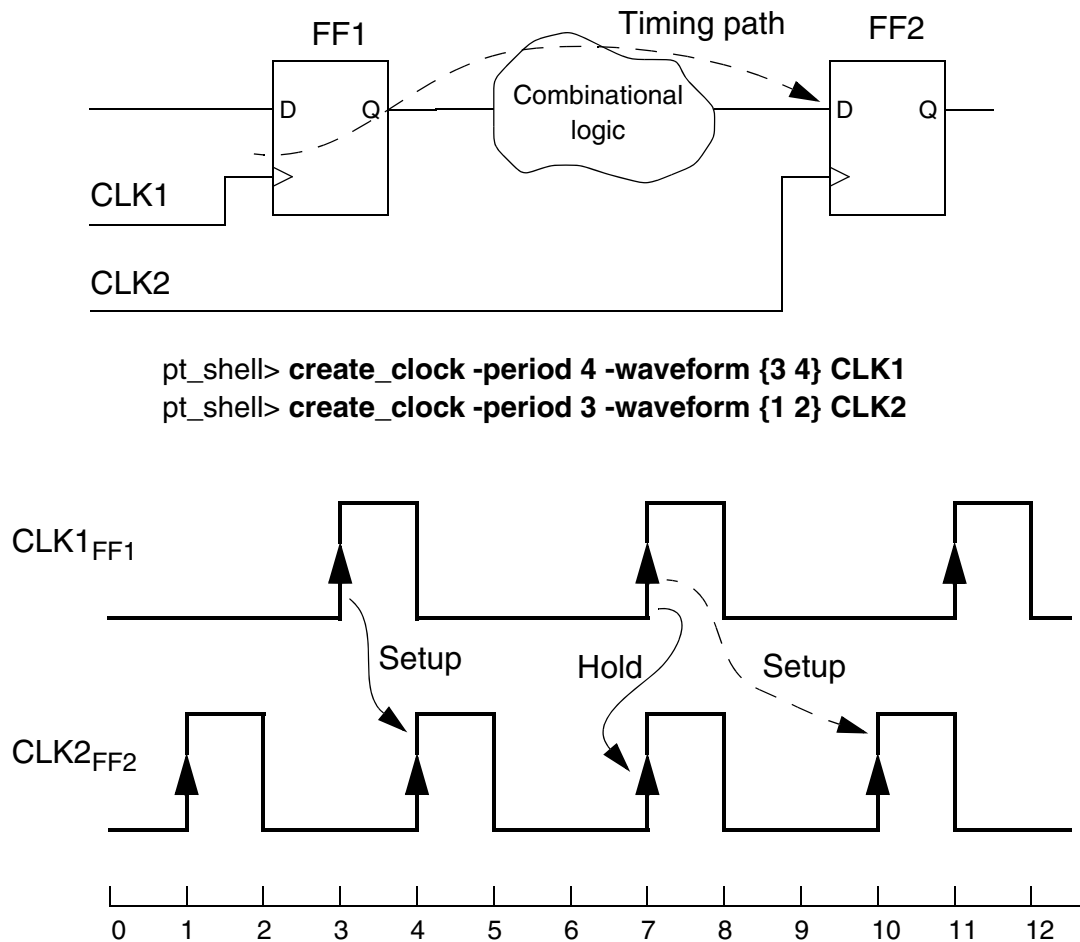 FF1
Timing path
FF2
D
Q
Combinational
logic
D
Q
CLK1
CLK2
pt_shell> create_clock -period 4 -waveform {3 4} CLK1
pt_shell> create_clock -period 3 -waveform {1 2} CLK2
CLK1FF1
Setup
Hold
Setup
CLK2FF2
0 1 2 3 4 5 6 7 8 9 10 11 12